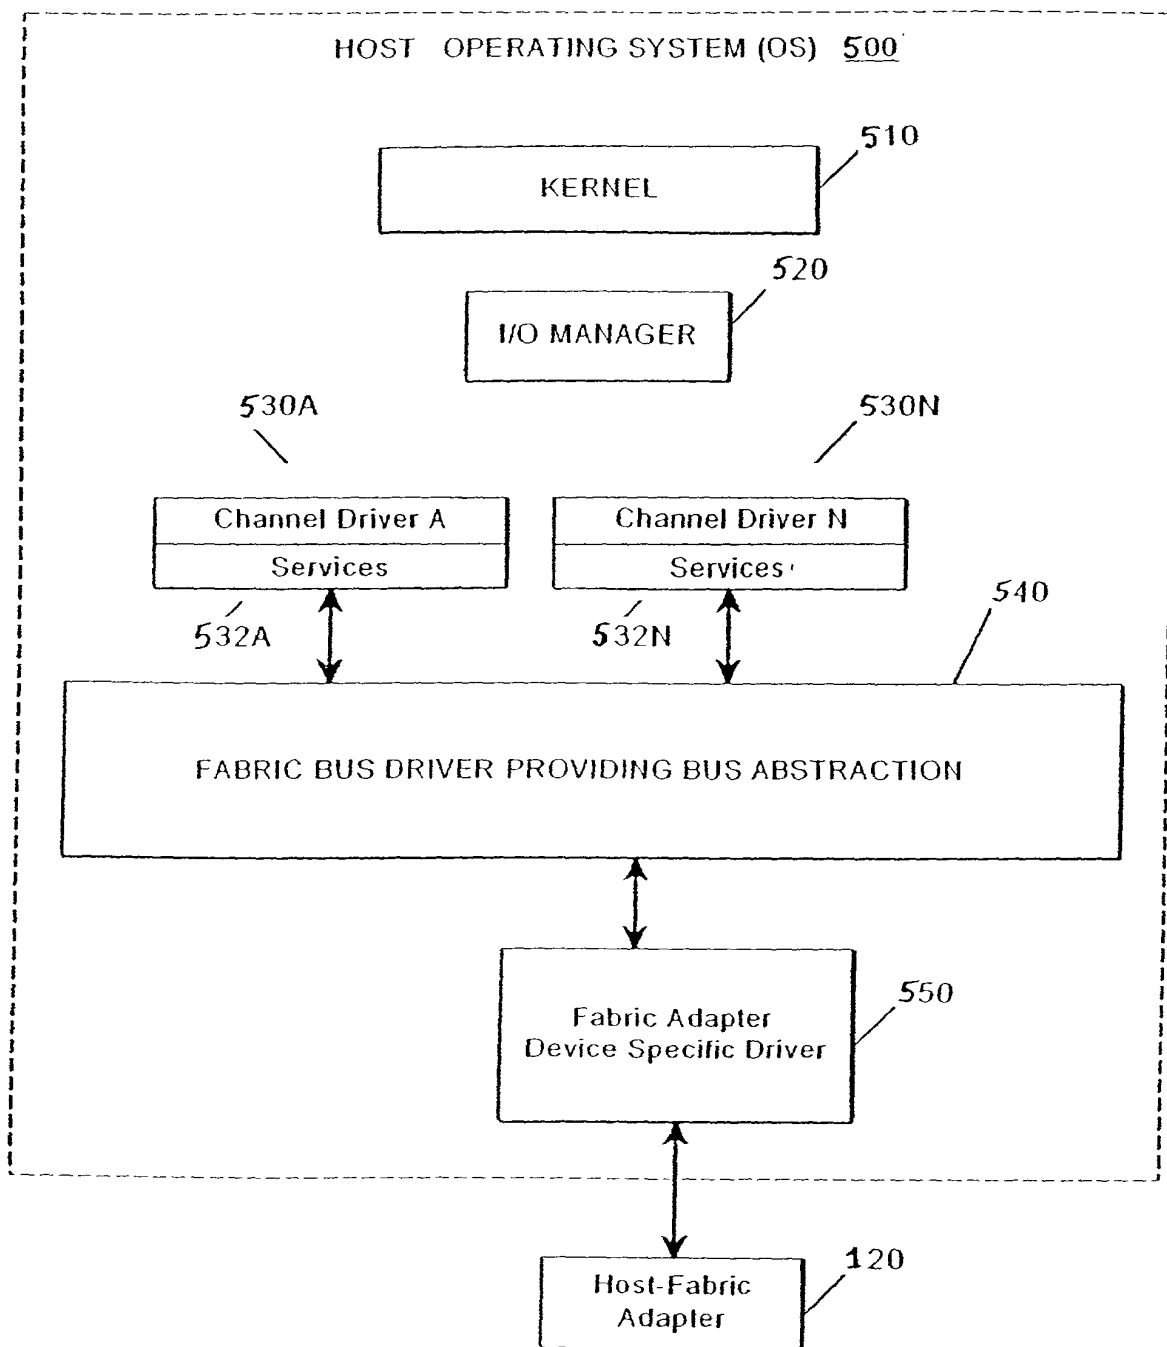 HOST OPERATING SYSTEM (OS) 500
510
KERNEL
520
I/O MANAGER
530A
530N
Channel Driver A
Services
Channel Driver N
Services
532A
532N
540
FABRIC BUS DRIVER PROVIDING BUS ABSTRACTION
550
Fabric Adapter
Device Specific Driver
120
Host-Fabric
Adapter